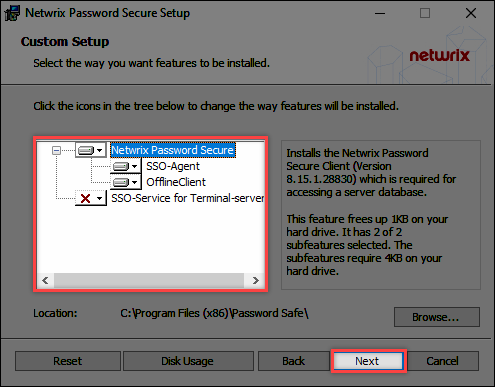 Netwrix Password Secure Setup
Custom Setup
Select the way you want features to be installed.
netwrix
Click the icons in the tree below to change the way features will be installed.
Netwrix Password Secure
SSO-Agent
OfflineClient
SSO-Service for Terminal-server
Installs the Netwrix Password
Secure Client (Version
8.15.1.28830) which is required for
accessing a server database.
This feature frees up 1KB on your
hard drive. It has 2 of 2
subfeatures selected. The
subfeatures require 4KB on your
hard drive.
Location: C:\Program Files (x86)\Password Safe\
Browse...
Reset Disk Usage Back Next Cancel